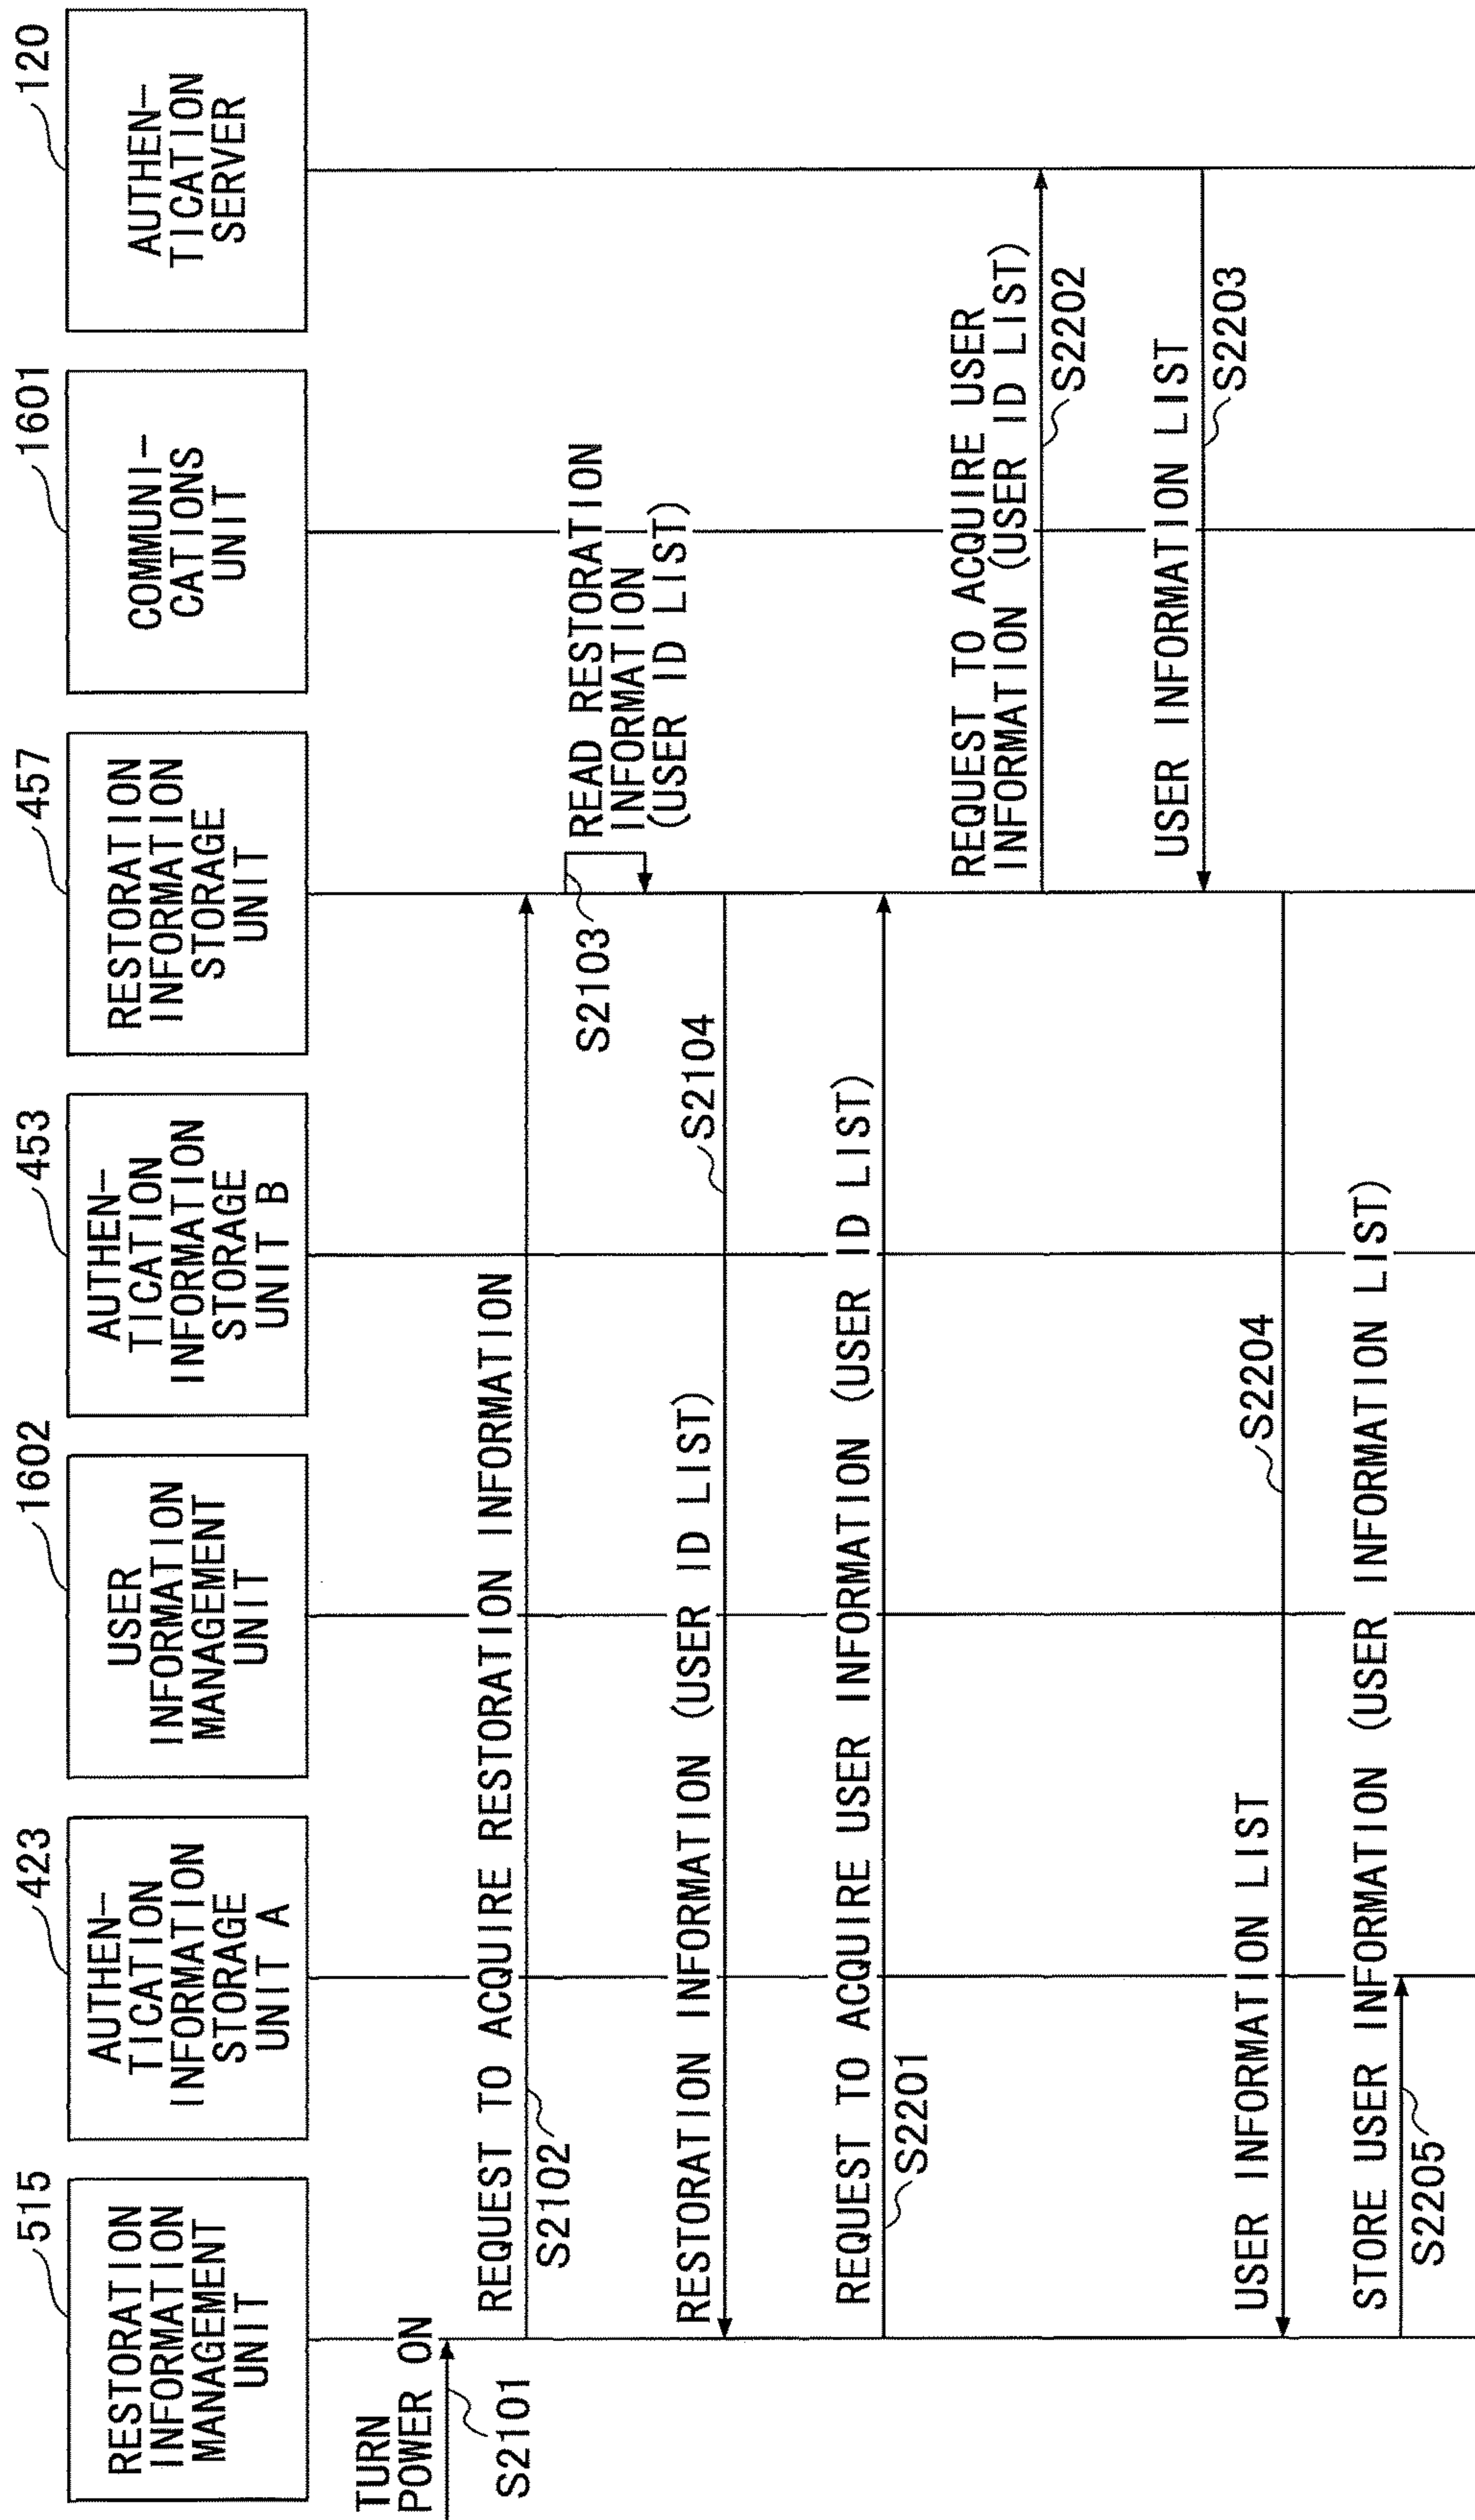 515
RESTORATION
INFORMATION
MANAGEMENT
UNIT
423
AUTHEN-
TICATION
INFORMATION
STORAGE
UNIT A
1602
USER
INFORMATION
MANAGEMENT
UNIT
453
AUTHEN-
TICATION
INFORMATION
STORAGE
UNIT B
457
RESTORATION
INFORMATION
STORAGE
UNIT
1601
COMMUNI-
CATIONS
UNIT
120
AUTHEN-
TICATION
SERVER
TURN
POWER ON
S2101
REQUEST TO ACQUIRE RESTORATION INFORMATION
S2102
READ RESTORATION
INFORMATION
(USER ID LIST)
S2103
RESTORATION INFORMATION (USER ID LIST)
S2104
REQUEST TO ACQUIRE USER INFORMATION (USER ID LIST)
S2201
REQUEST TO ACQUIRE USER
INFORMATION (USER ID LIST)
S2202
USER INFORMATION LIST
S2203
USER INFORMATION LIST
S2204
STORE USER INFORMATION (USER INFORMATION LIST)
S2205